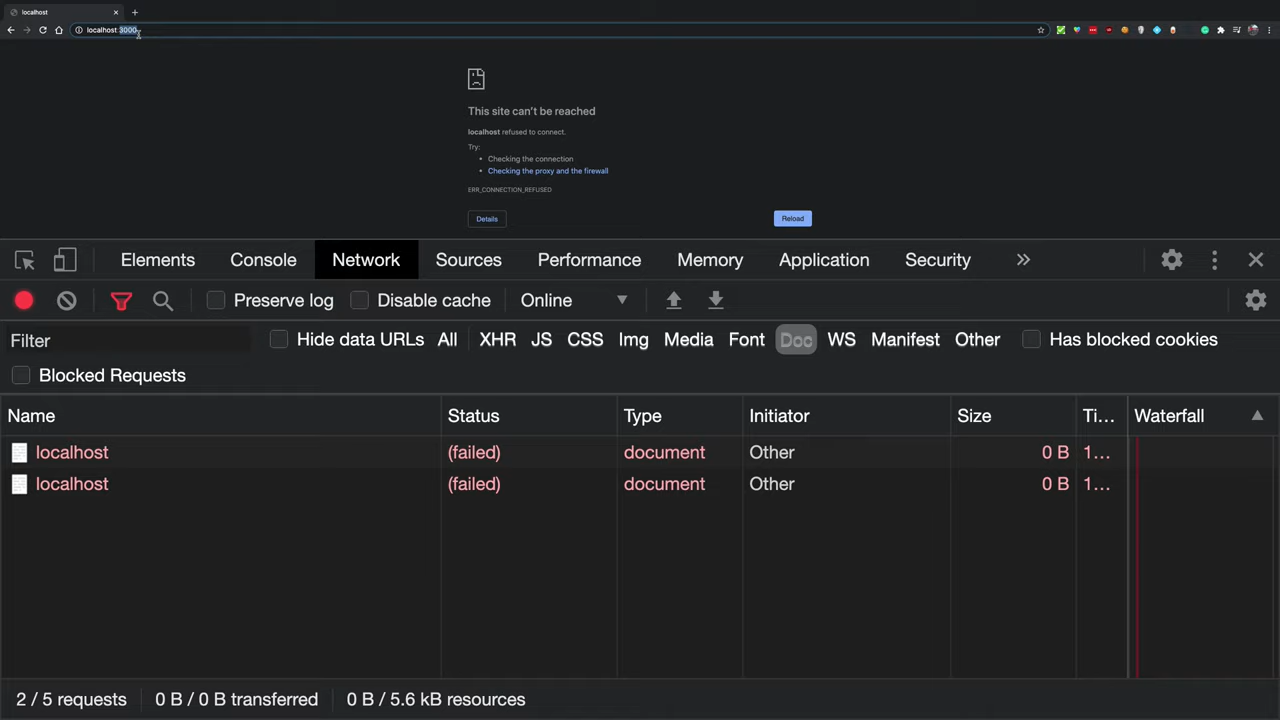 localhost
localhost:3000
This site can't be reached
localhost refused to connect.
Try:
• Checking the connection
• Checking the proxy and the firewall
ERR_CONNECTION_REFUSED
Details
Reload
Elements Console Network Sources Performance Memory Application Security
Preserve log Disable cache Online
Filter Hide data URLs All XHR JS CSS Img Media Font Doc WS Manifest Other Has blocked cookies
Blocked Requests
Name Status Type Initiator Size Ti... Waterfall
localhost (failed) document Other 0 B 1...
localhost (failed) document Other 0 B 1...
2 / 5 requests 0 B / 0 B transferred 0 B / 5.6 kB resources